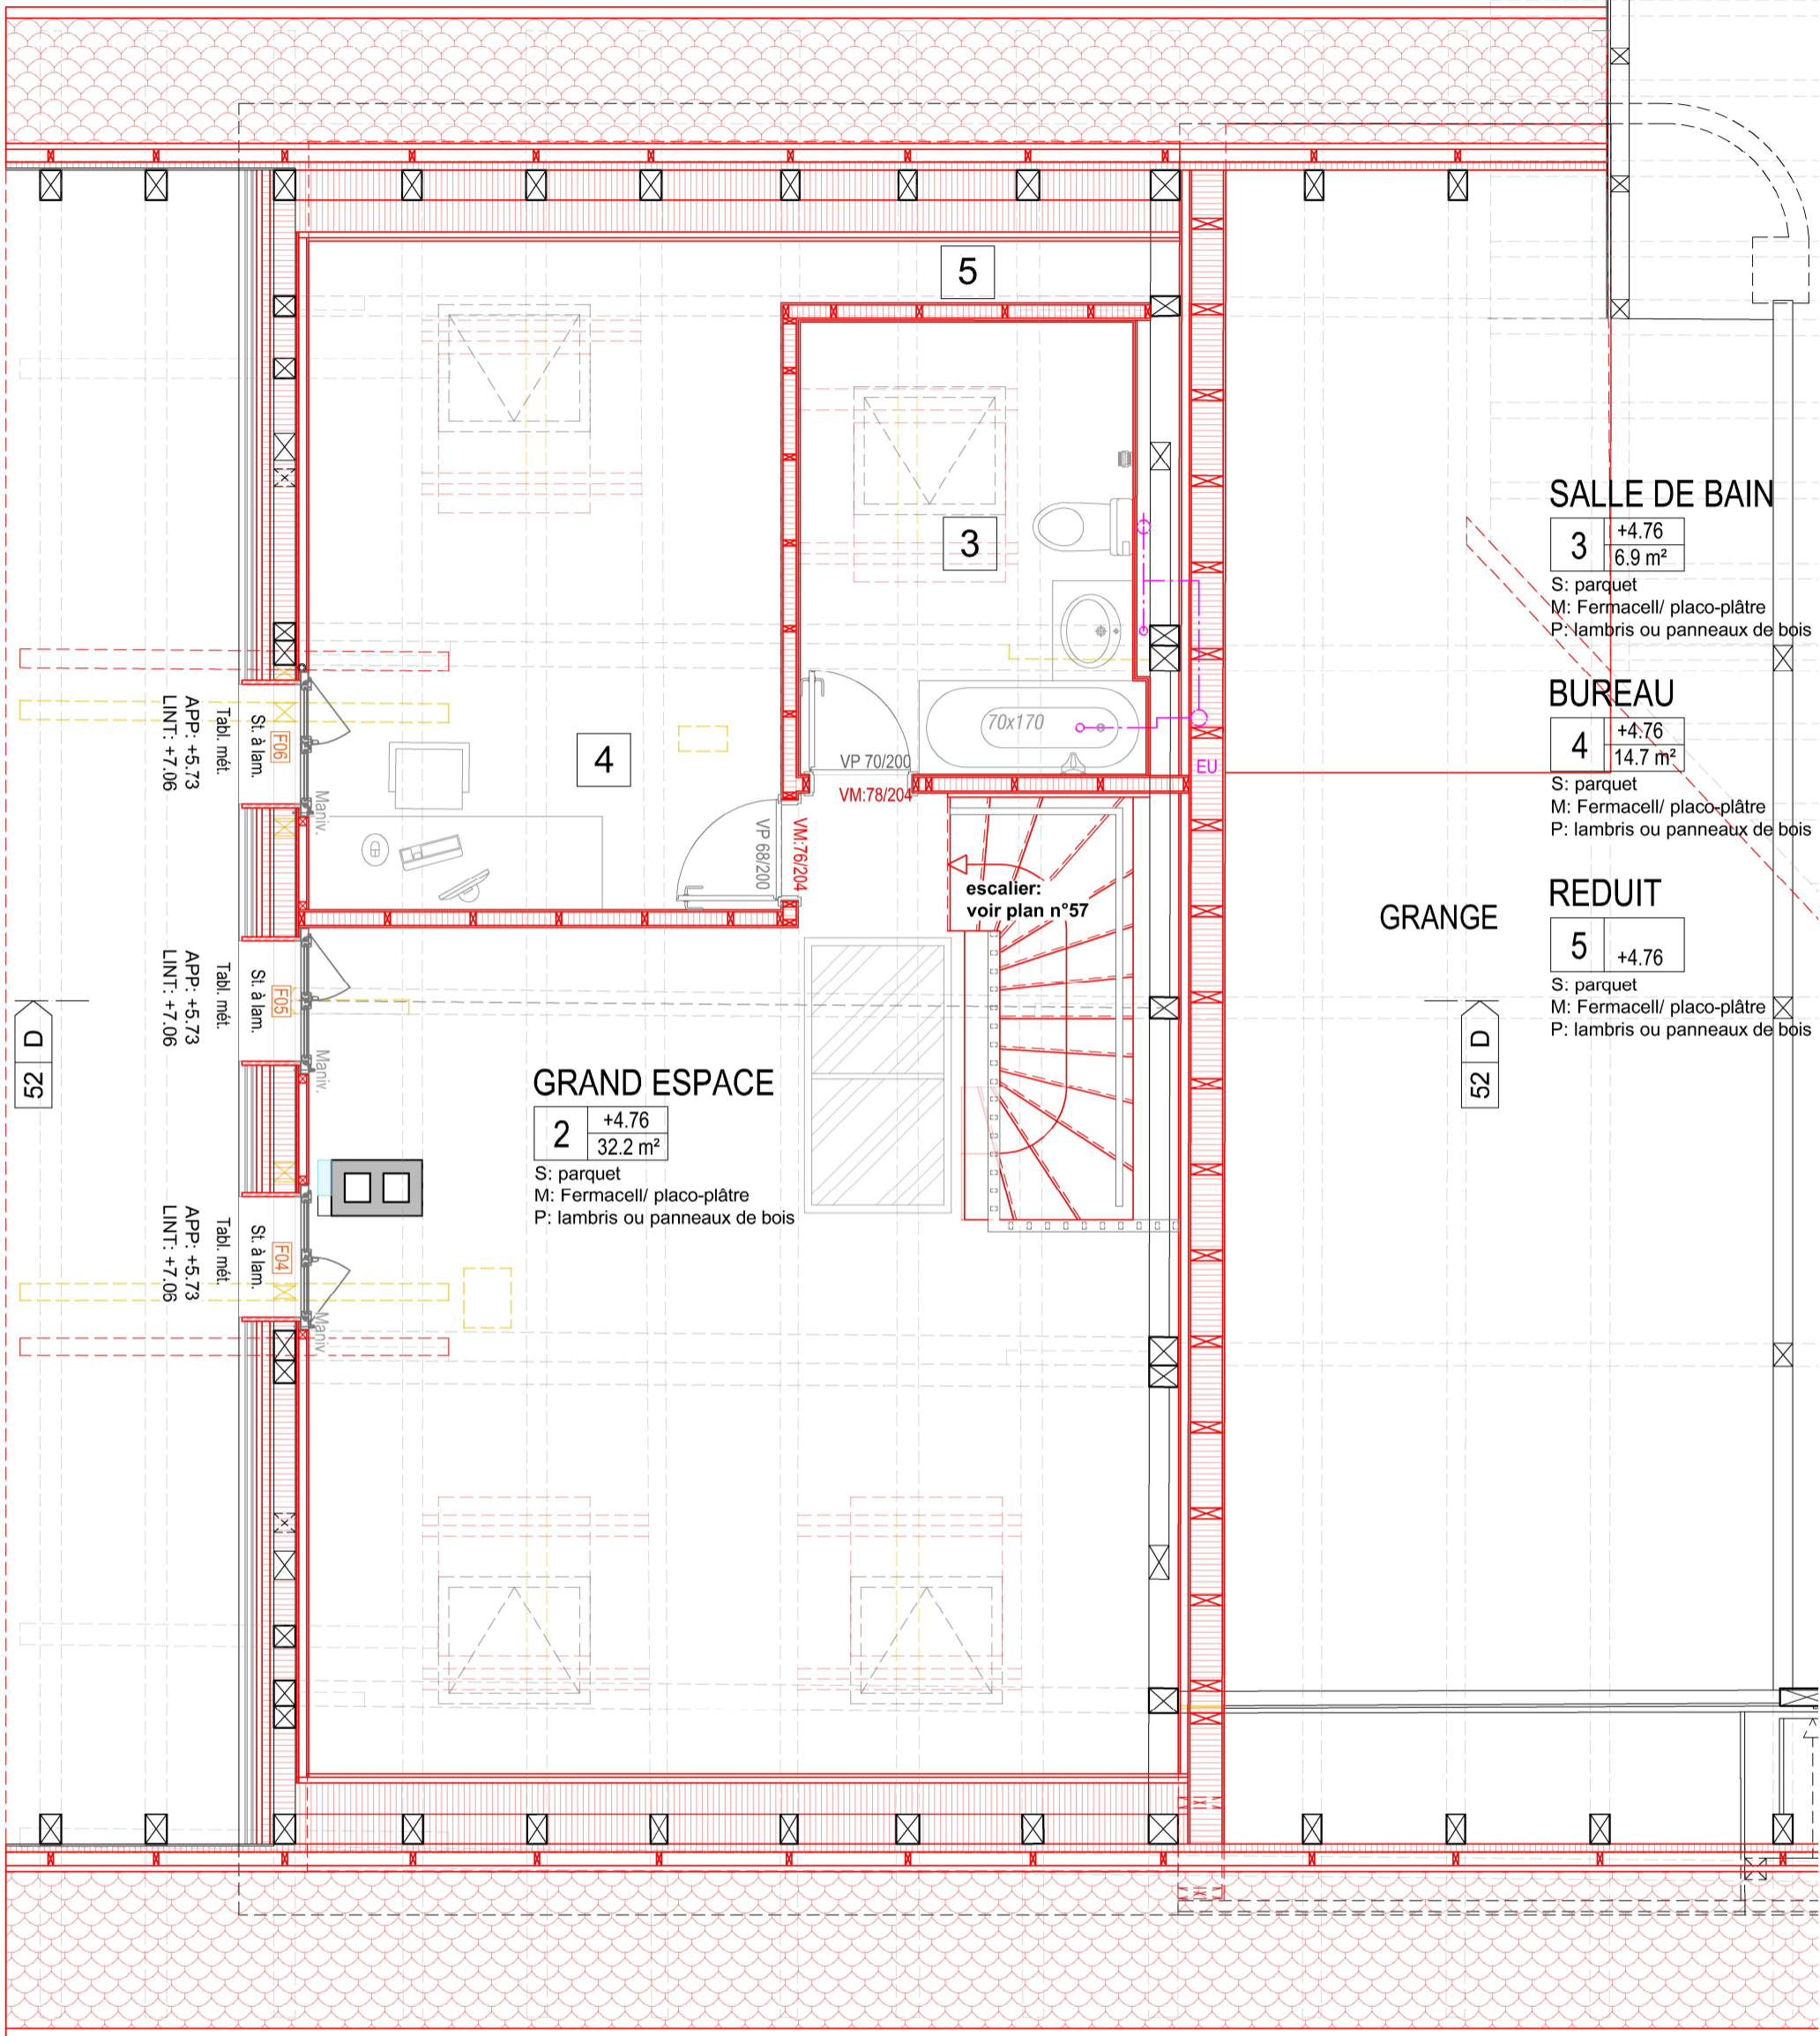 5
3
4
70x170
VP 70/200
VM:78/204
VP 68/200
VM:76/204
EU
escalier:
voir plan n°57
F06
St. à lam.
Tabl. mét.
APP: +5.73
LINT: +7.06
Maniv.
F05
St. à lam.
Tabl. mét.
APP: +5.73
LINT: +7.06
Maniv.
F04
St. à lam.
Tabl. mét.
APP: +5.73
LINT: +7.06
Maniv.
52 D
GRAND ESPACE
2
+4.76
32.2 m²
S: parquet
M: Fermacell/ placo-plâtre
P: lambris ou panneaux de bois
GRANGE
52 D
SALLE DE BAIN
3
+4.76
6.9 m²
S: parquet
M: Fermacell/ placo-plâtre
P: lambris ou panneaux de bois
BUREAU
4
+4.76
14.7 m²
S: parquet
M: Fermacell/ placo-plâtre
P: lambris ou panneaux de bois
REDUIT
5
+4.76
S: parquet
M: Fermacell/ placo-plâtre
P: lambris ou panneaux de bois